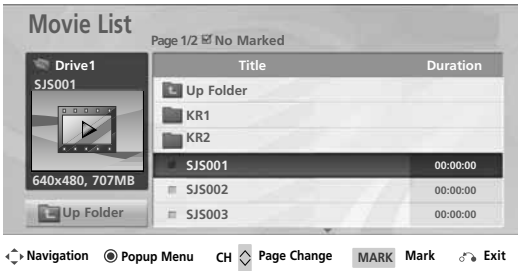 Movie List
Page 1/2 No Marked
Drive1
SJS001
640x480, 707MB
Up Folder
Title Duration
Up Folder
KR1
KR2
SJS001 00:00:00
SJS002 00:00:00
SJS003 00:00:00
Navigation Popup Menu CH Page Change MARK Mark Exit